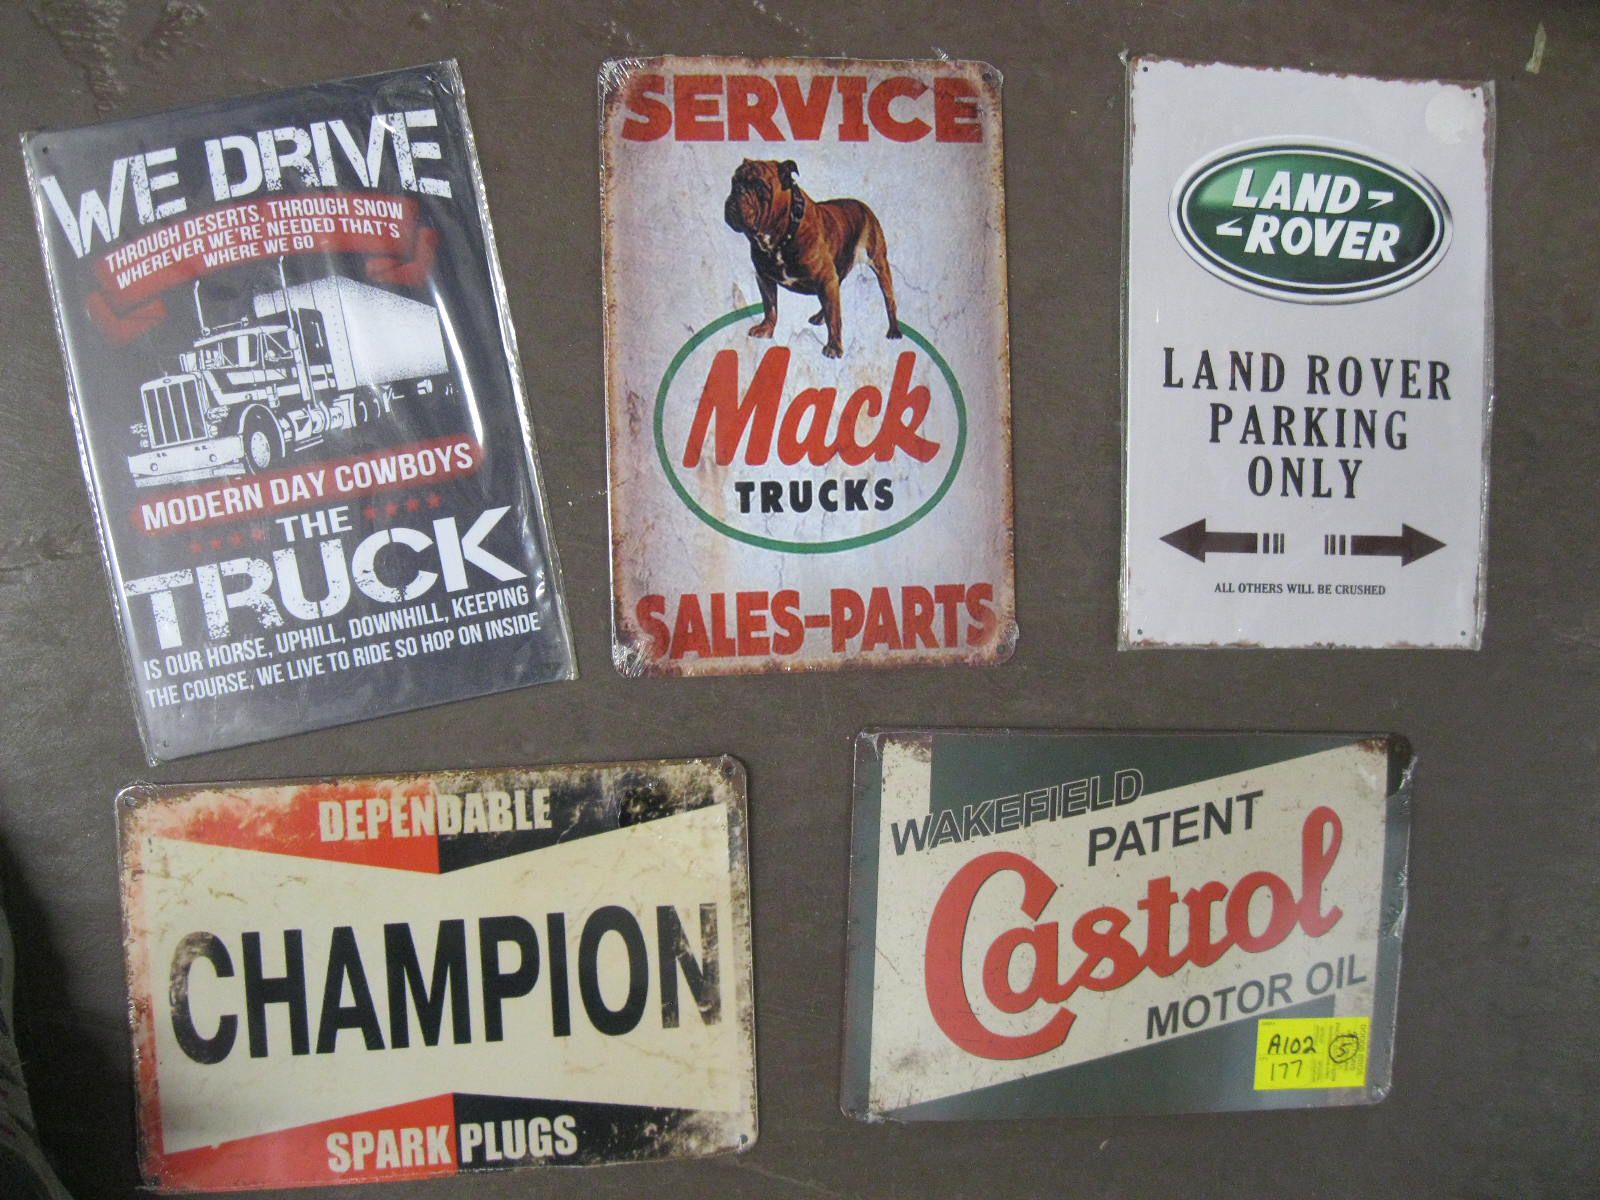 WE DRIVE
THROUGH DESERTS, THROUGH SNOW
WHEREVER WE'RE NEEDED THAT'S
WHERE WE GO
MODERN DAY COWBOYS
THE
TRUCK
IS OUR HORSE, UPHILL, DOWNHILL, KEEPING
THE COURSE, WE LIVE TO RIDE SO HOP ON INSIDE
SERVICE
Mack
TRUCKS
SALES-PARTS
LAND
ROVER
LAND ROVER
PARKING
ONLY
ALL OTHERS WILL BE CRUSHED
DEPENDABLE
CHAMPION
SPARK PLUGS
WAKEFIELD
PATENT
Castrol
MOTOR OIL
A102 5
177